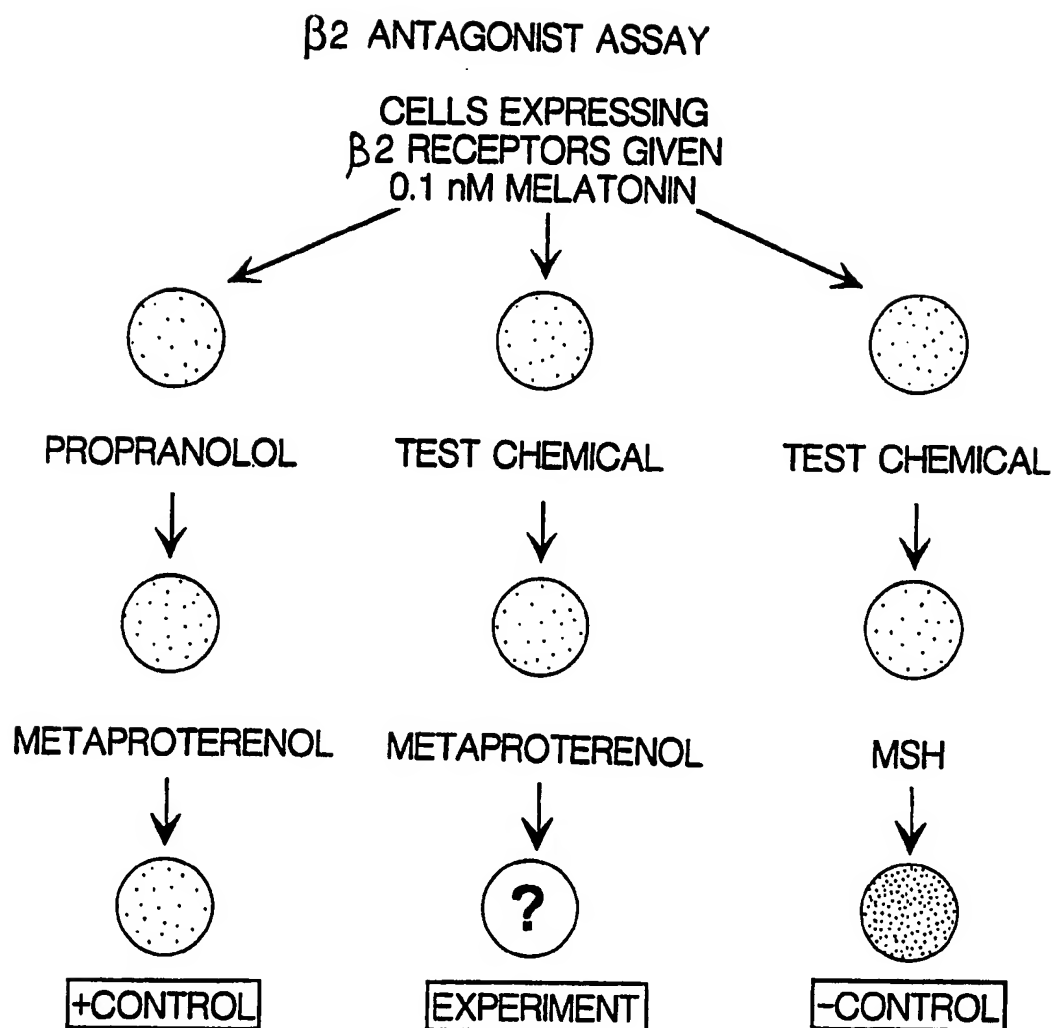 β2 ANTAGONIST ASSAY
CELLS EXPRESSING
β2 RECEPTORS GIVEN
0.1 nM MELATONIN
PROPRANOLOL
TEST CHEMICAL
TEST CHEMICAL
METAPROTERENOL
METAPROTERENOL
MSH
?
+CONTROL
EXPERIMENT
-CONTROL